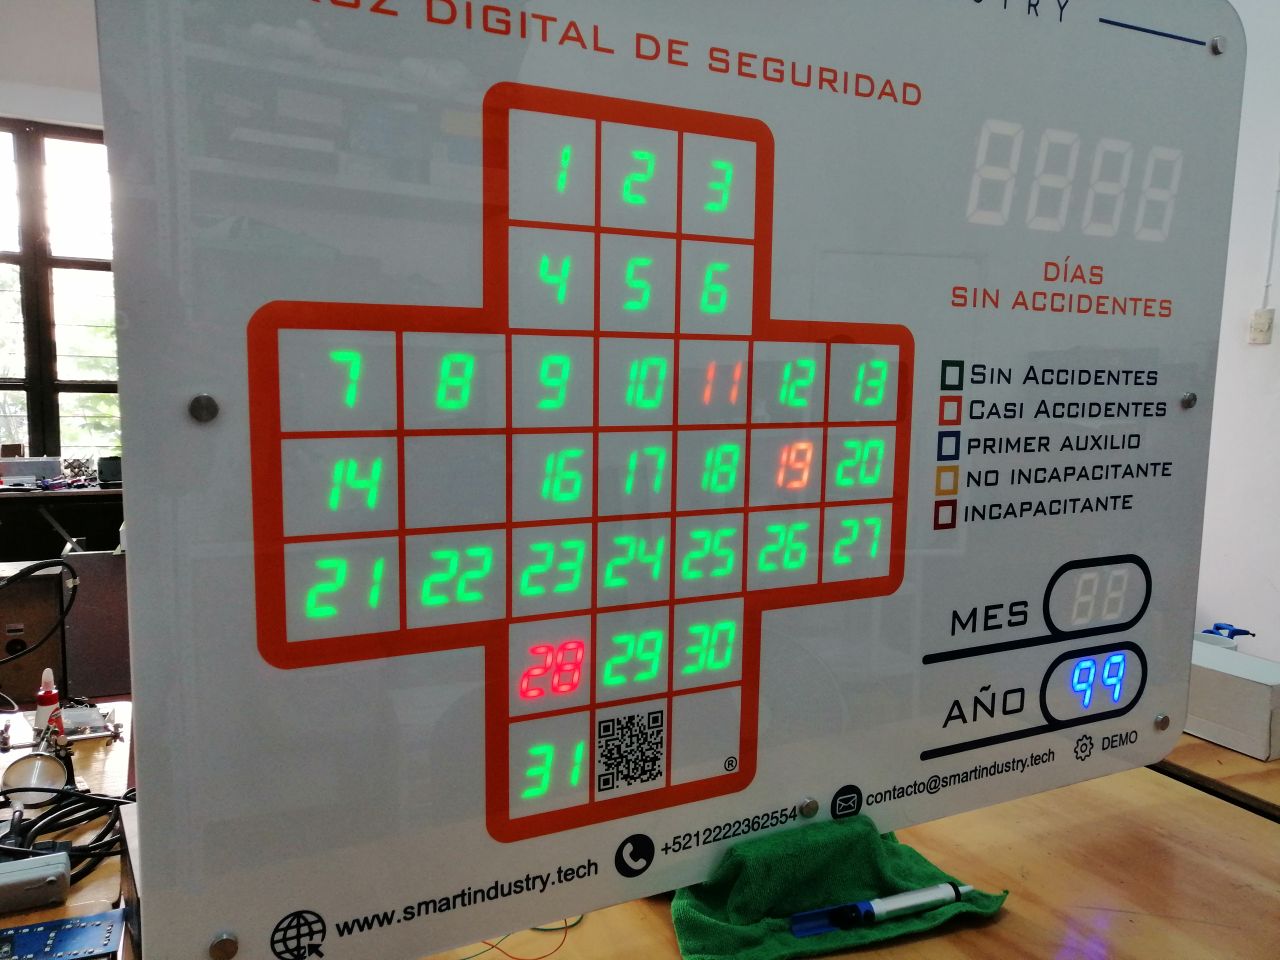 DIGITAL DE SEGURIDAD
1 2 3
4 5 6
7 8 9 10 11 12 13
14 16 17 18 19 20
21 22 23 24 25 26 27
28 29 30
31
®
8888
DÍAS
SIN ACCIDENTES
SIN ACCIDENTES
CASI ACCIDENTES
PRIMER AUXILIO
NO INCAPACITANTE
INCAPACITANTE
MES 88
AÑO 99
DEMO
www.smartindustry.tech
+5212222362554
contacto@smartindustry.tech